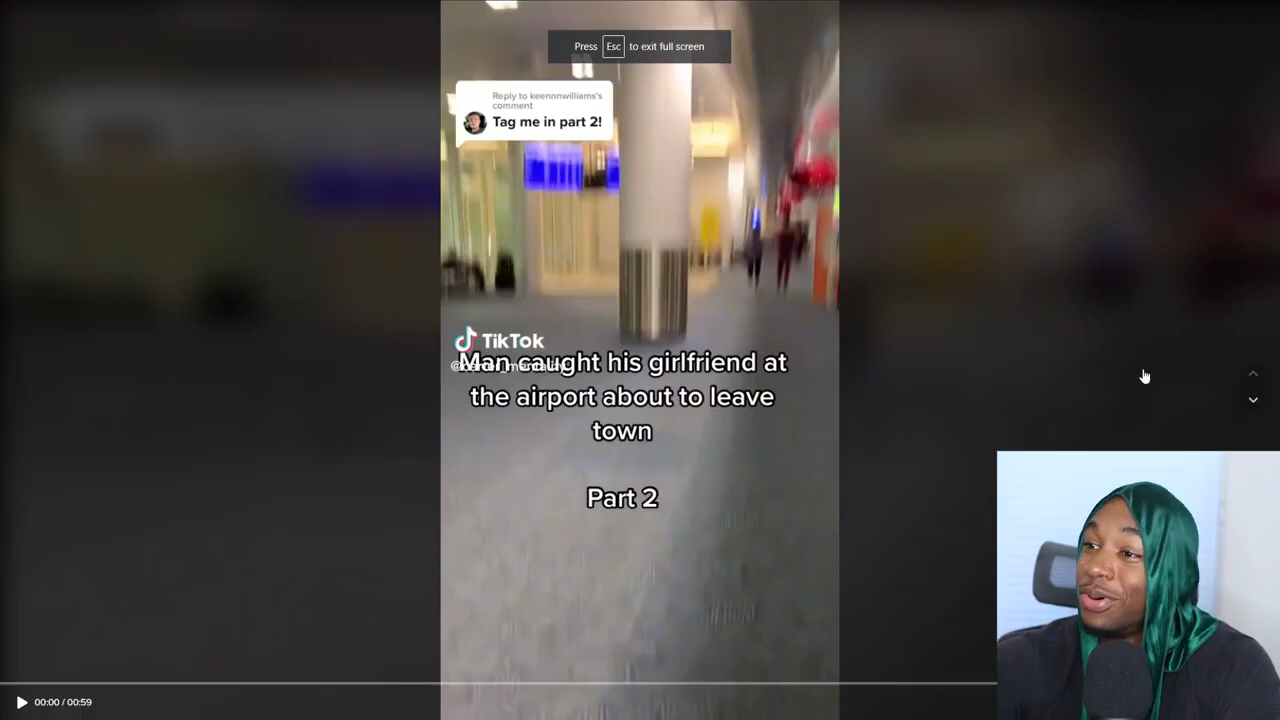 Press Esc to exit full screen
Reply to keennnwilliams's
comment
Tag me in part 2!
TikTok
Man caught his girlfriend at
the airport about to leave
town
Part 2
00:00 / 00:59